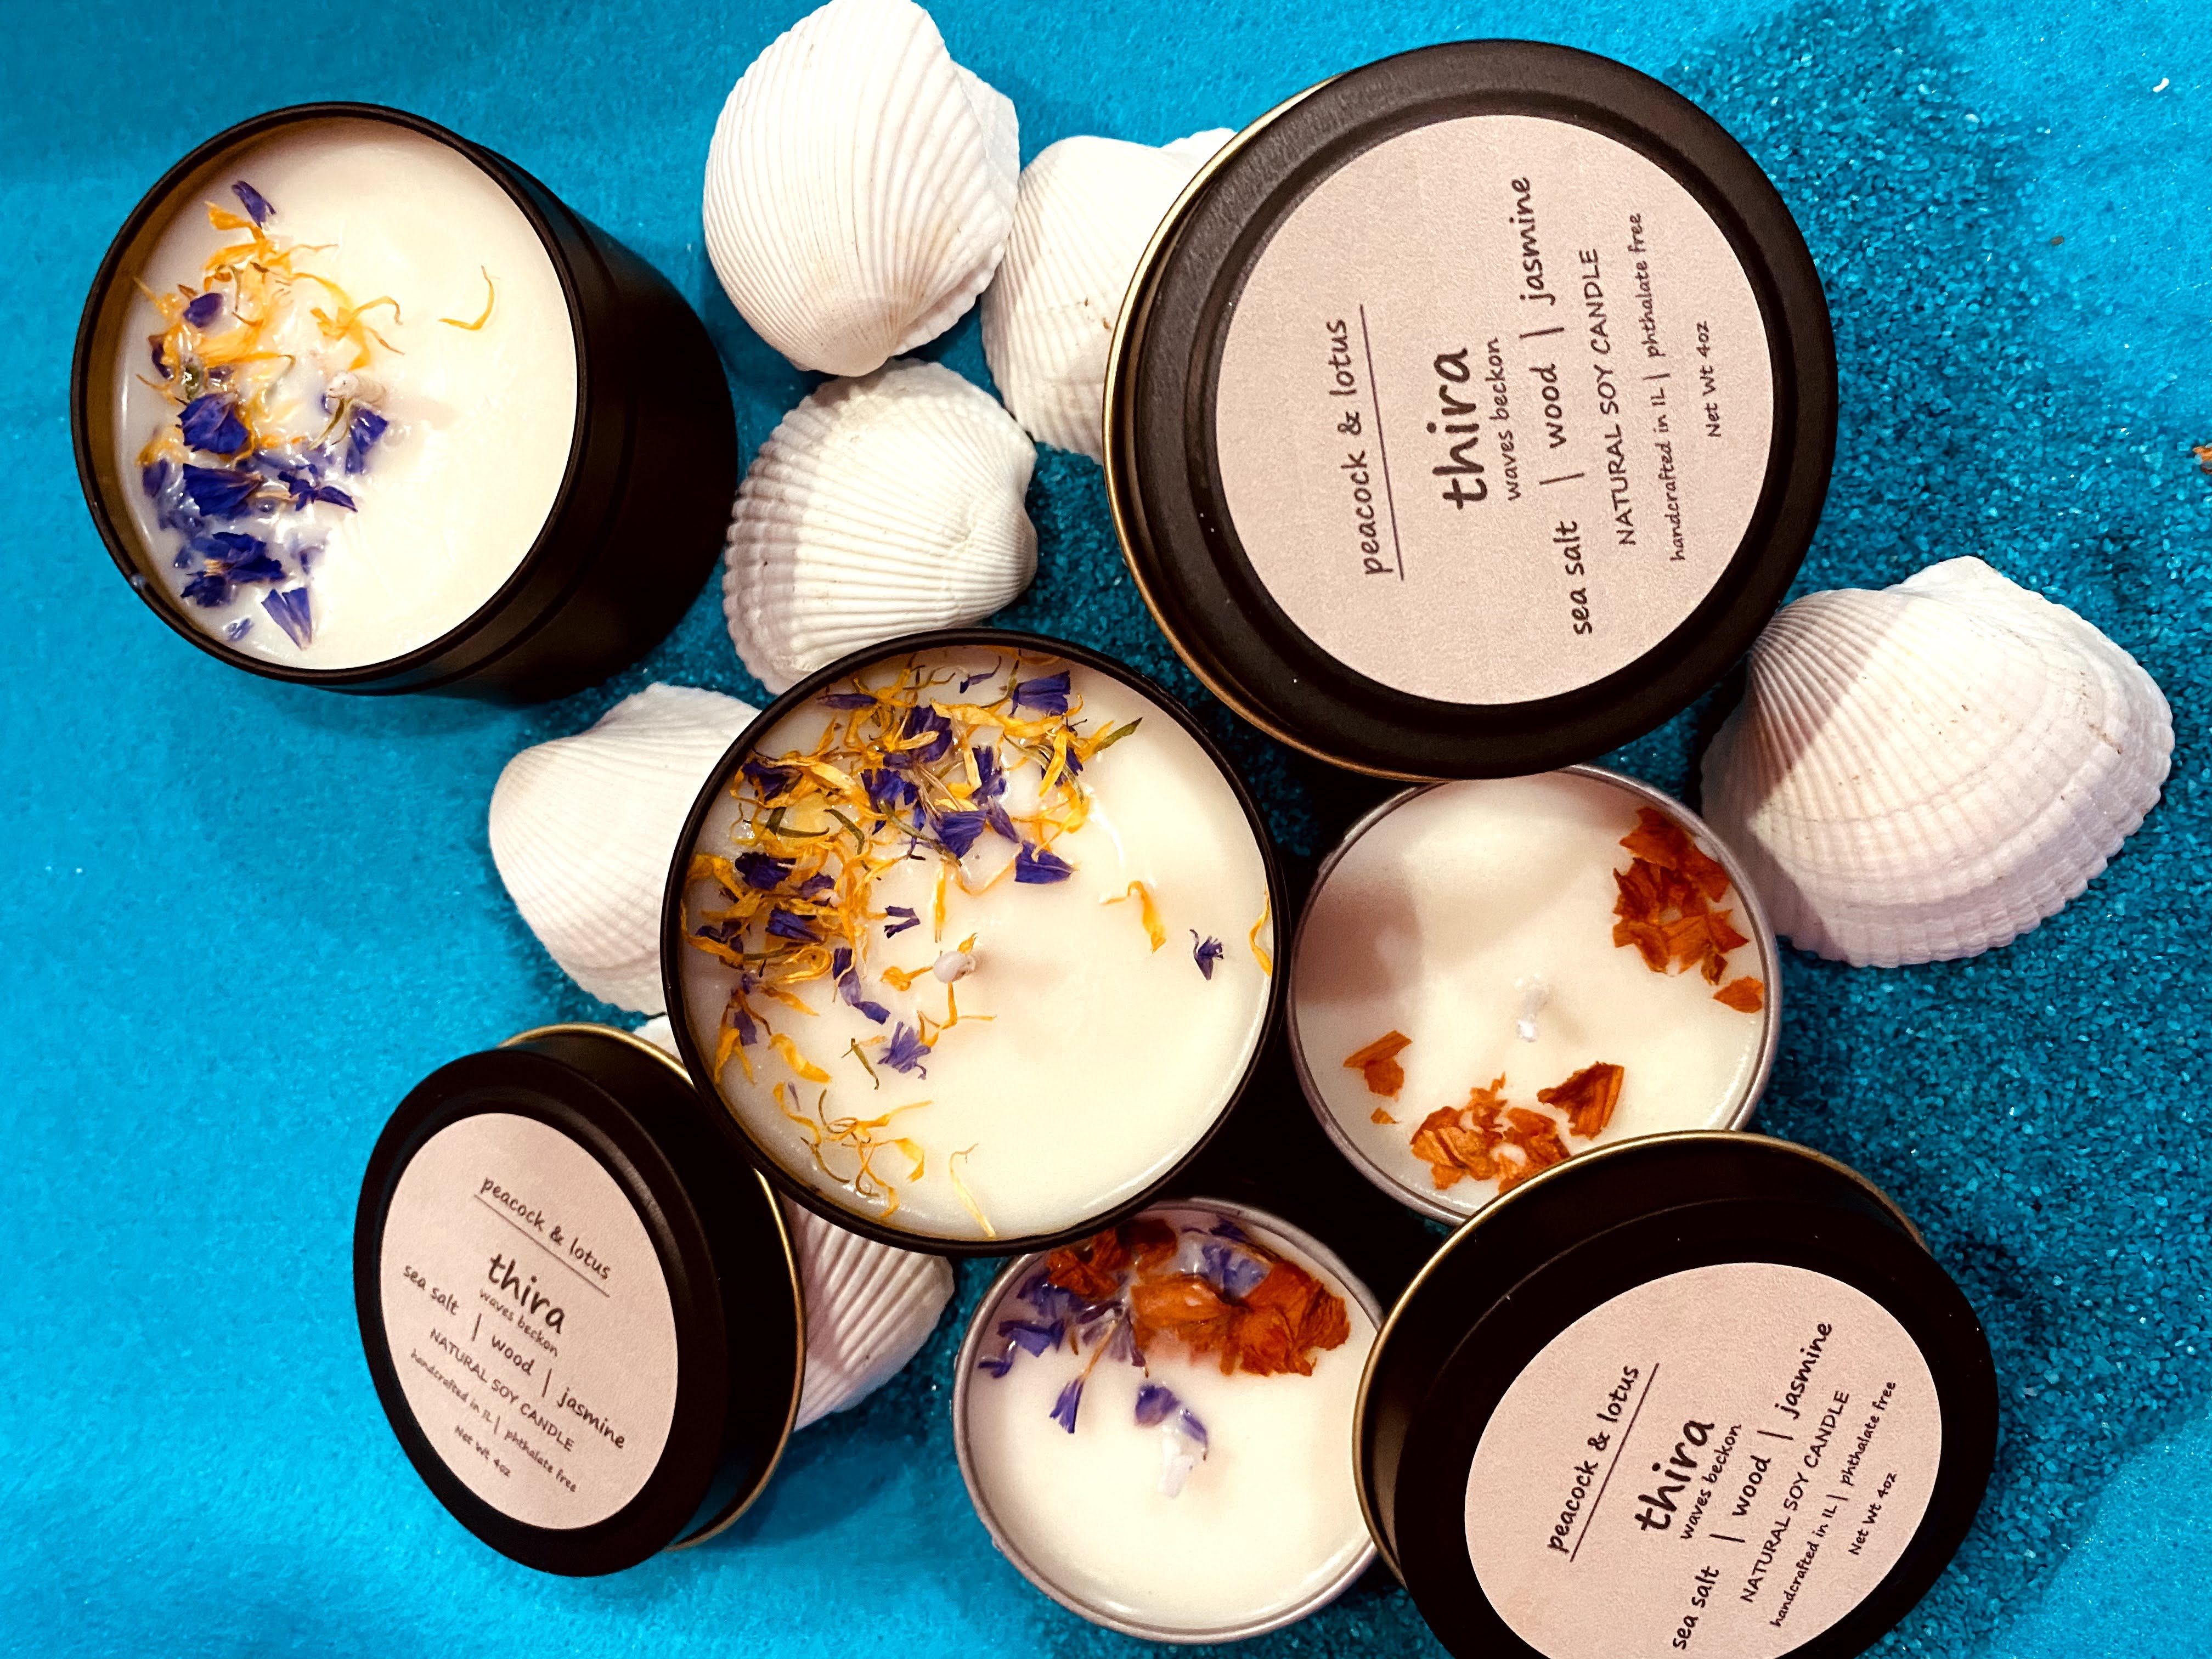 peacock & lotus
thira
waves beckon
sea salt | wood | jasmine
NATURAL SOY CANDLE
handcrafted in IL | phthalate free
Net Wt 4oz
peacock & lotus
thira
waves beckon
sea salt | wood | jasmine
NATURAL SOY CANDLE
handcrafted in IL | phthalate free
Net Wt 4oz
peacock & lotus
thira
waves beckon
sea salt | wood | jasmine
NATURAL SOY CANDLE
handcrafted in IL | phthalate free
Net Wt 4oz